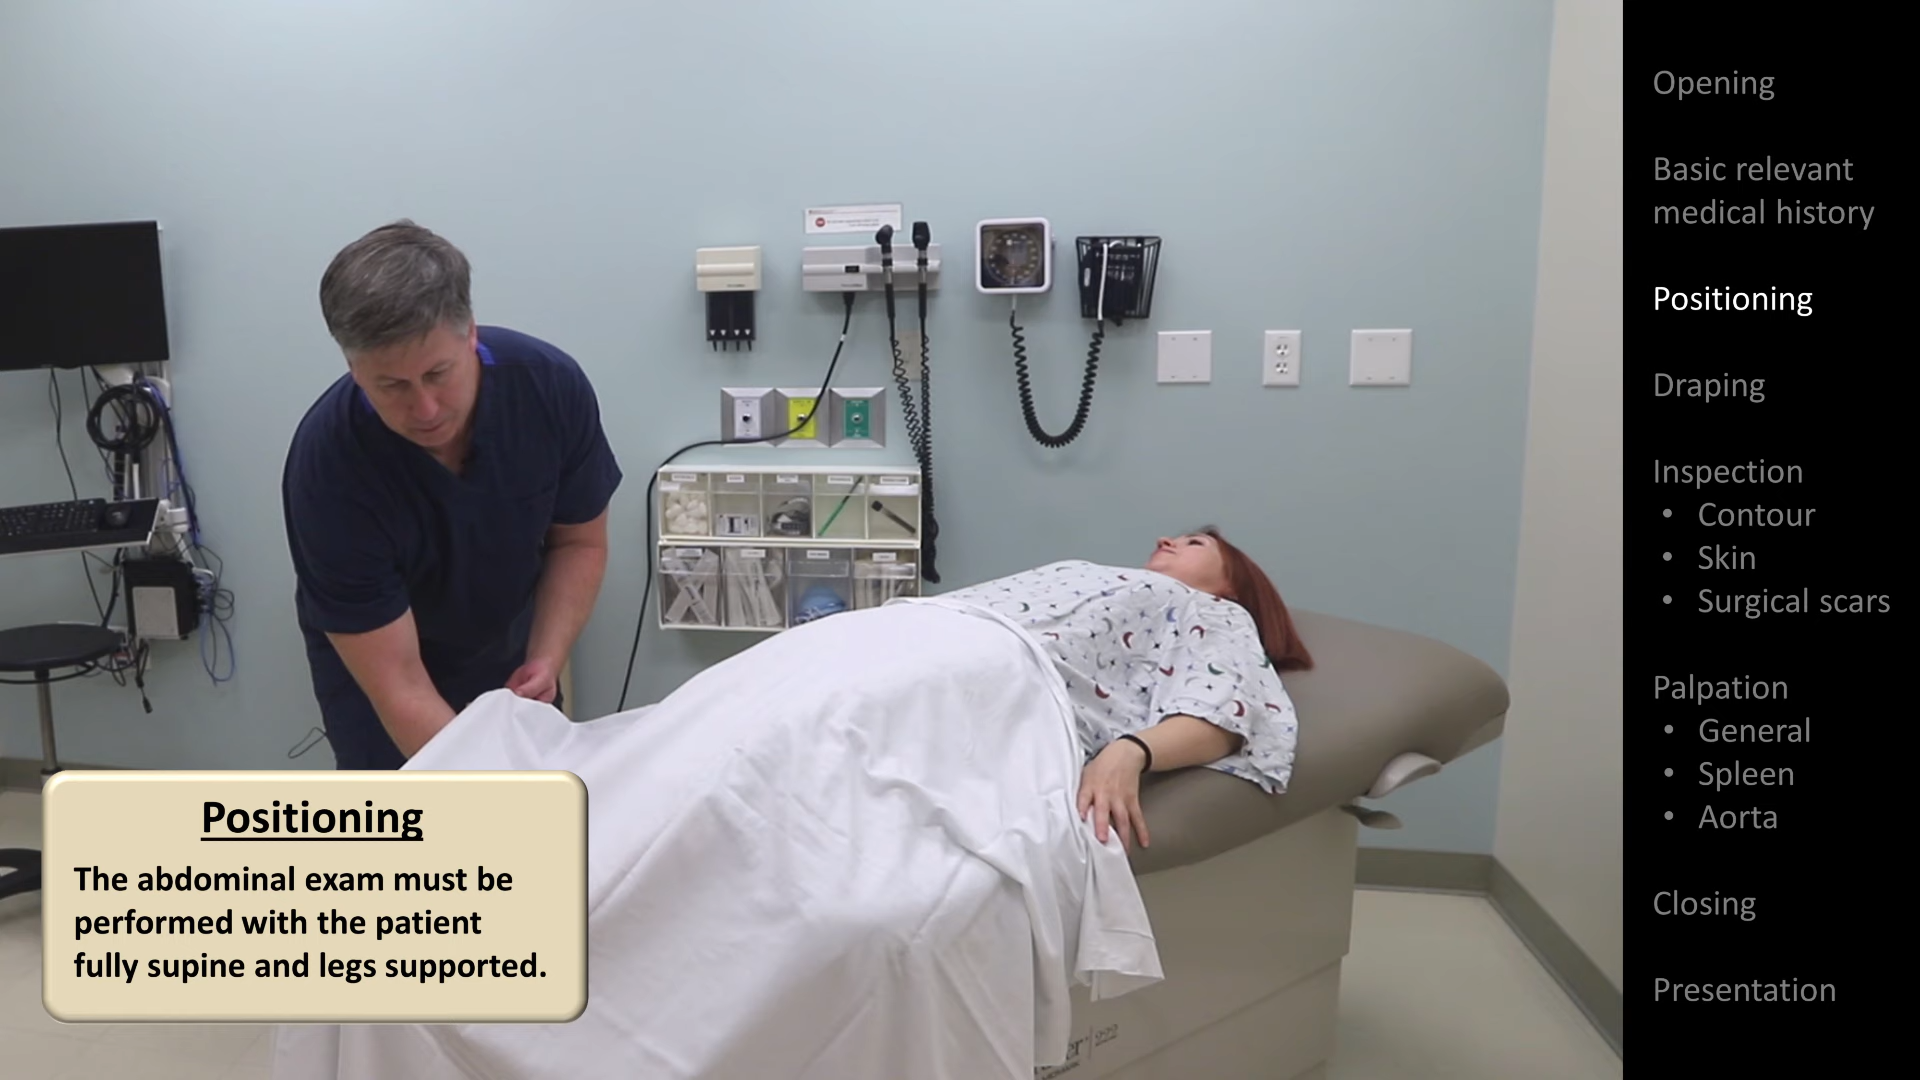 Opening
Basic relevant
medical history
Positioning
Draping
Inspection
• Contour
• Skin
• Surgical scars
Palpation
• General
• Spleen
• Aorta
Closing
Presentation
Positioning
The abdominal exam must be
performed with the patient
fully supine and legs supported.